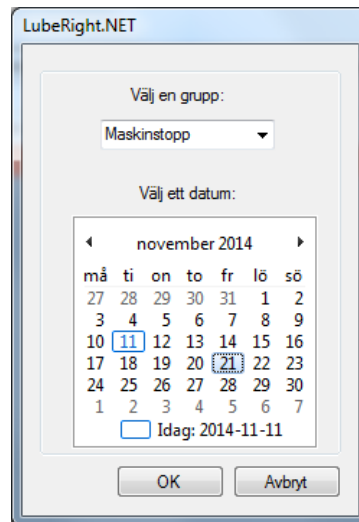 LubeRight.NET
Välj en grupp:
Maskinstopp
Välj ett datum:
november 2014
må ti on to fr lö sö
27 28 29 30 31 1 2
3 4 5 6 7 8 9
10 11 12 13 14 15 16
17 18 19 20 21 22 23
24 25 26 27 28 29 30
1 2 3 4 5 6 7
Idag: 2014-11-11
OK Avbryt